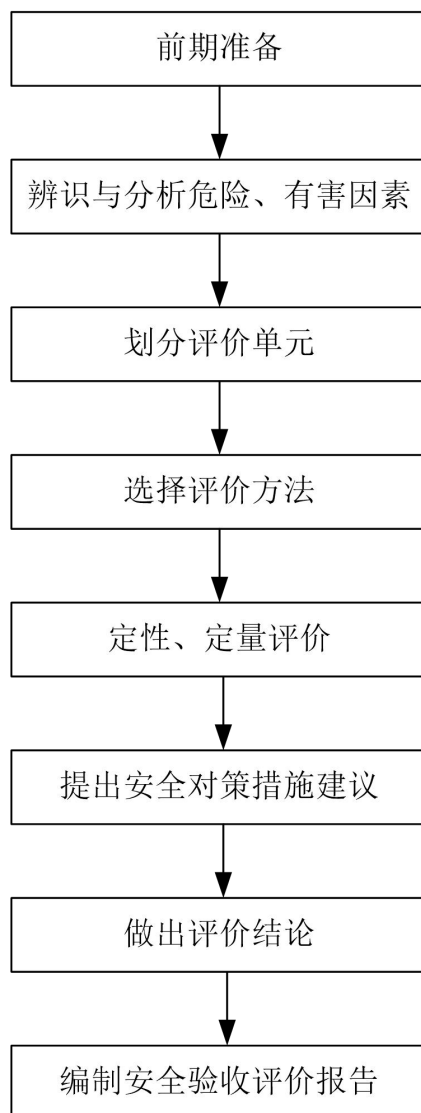 前期准备
辨识与分析危险、有害因素
划分评价单元
选择评价方法
定性、定量评价
提出安全对策措施建议
做出评价结论
编制安全验收评价报告